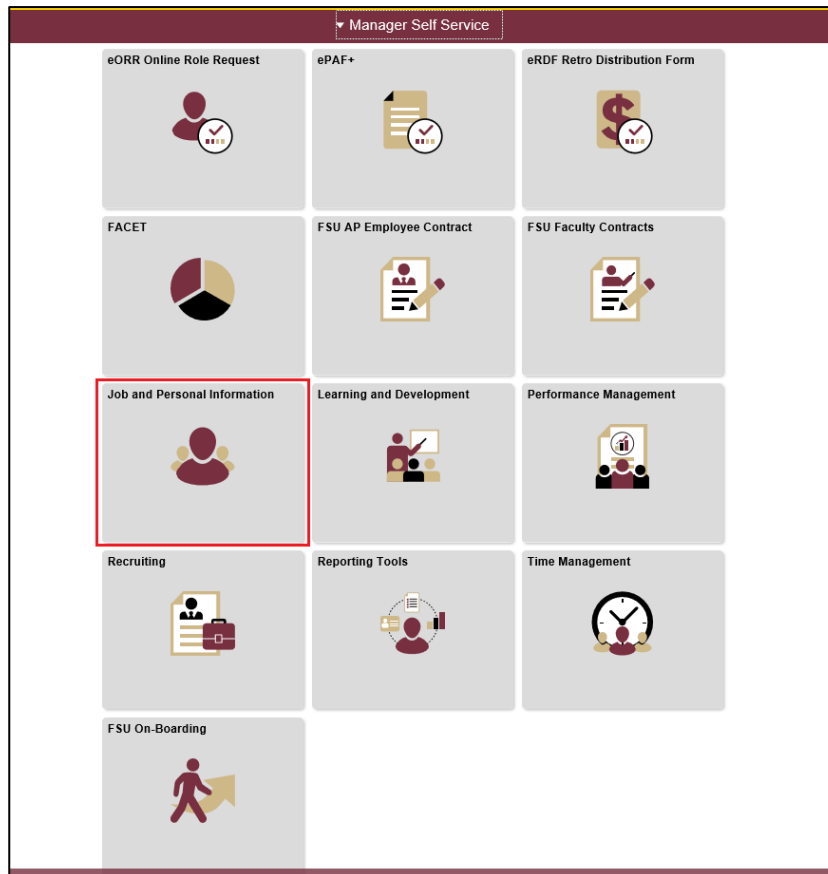 Manager Self Service
eORR Online Role Request
ePAF+
eRDF Retro Distribution Form
FACET
FSU AP Employee Contract
FSU Faculty Contracts
Job and Personal Information
Learning and Development
Performance Management
Recruiting
Reporting Tools
Time Management
FSU On-Boarding